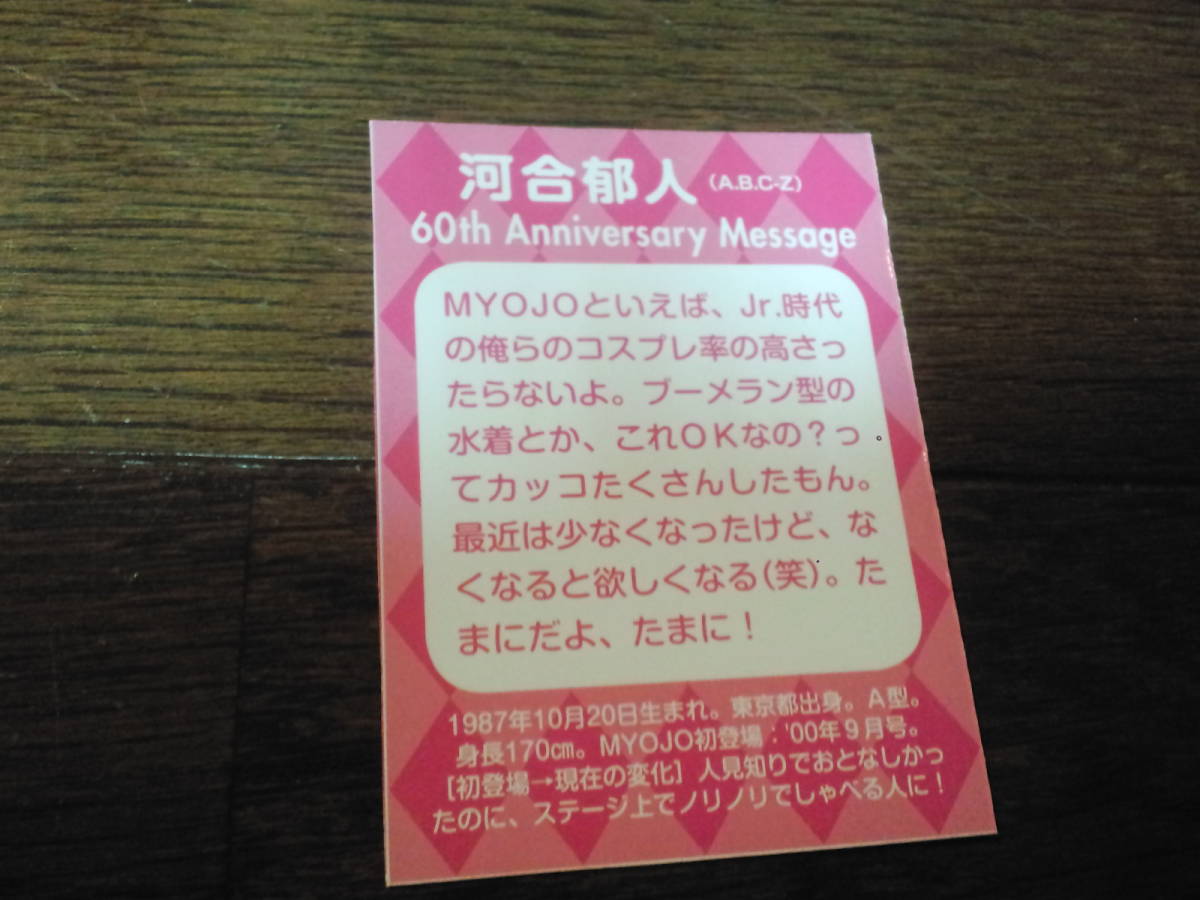 河合郁人（A.B.C-Z）
60th Anniversary Message
MYOJOといえば、Jr.時代
の俺らのコスプレ率の高さっ
たらないよ。ブーメラン型の
水着とか、これOKなの？っ
てカッコたくさんしたもん。
最近は少なくなったけど、な
くなると欲しくなる（笑）。た
まにだよ、たまに！
1987年10月20日生まれ。東京都出身。A型。
身長170㎝。MYOJO初登場：'00年9月号。
［初登場→現在の変化］人見知りでおとなしかっ
たのに、ステージ上でノリノリでしゃべる人に！